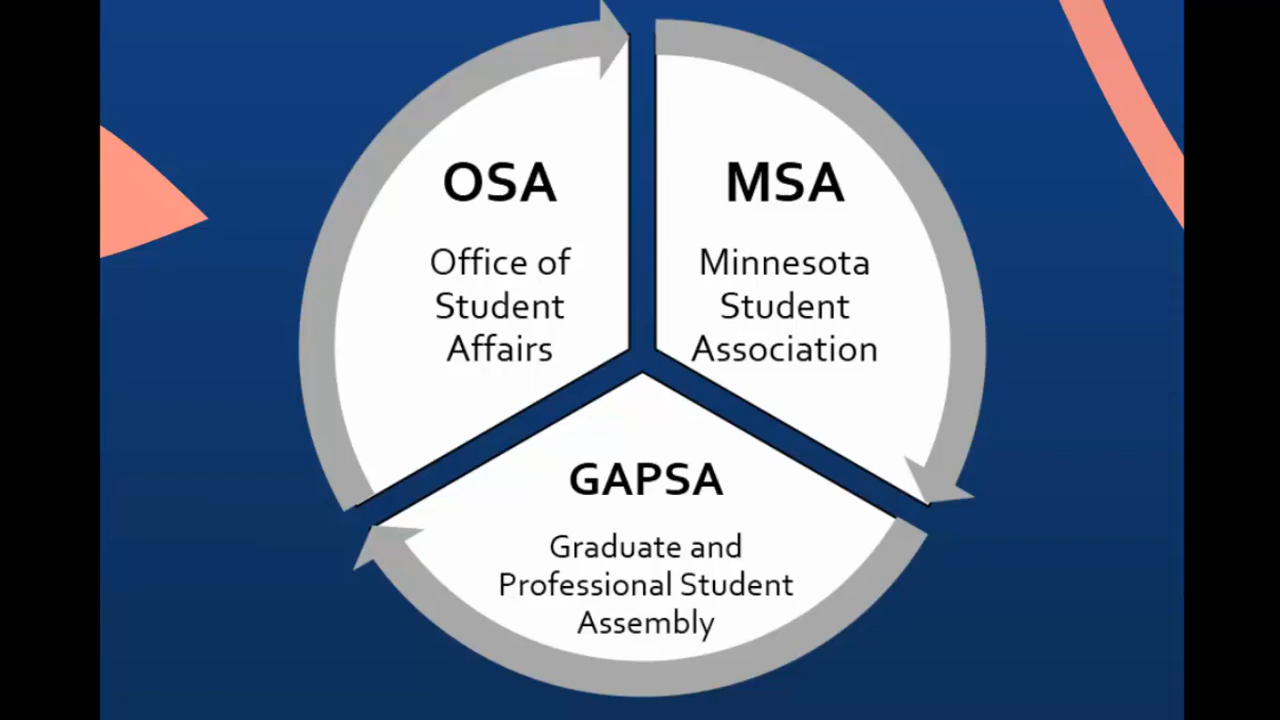 OSA
Office of
Student
Affairs
MSA
Minnesota
Student
Association
GAPSA
Graduate and
Professional Student
Assembly